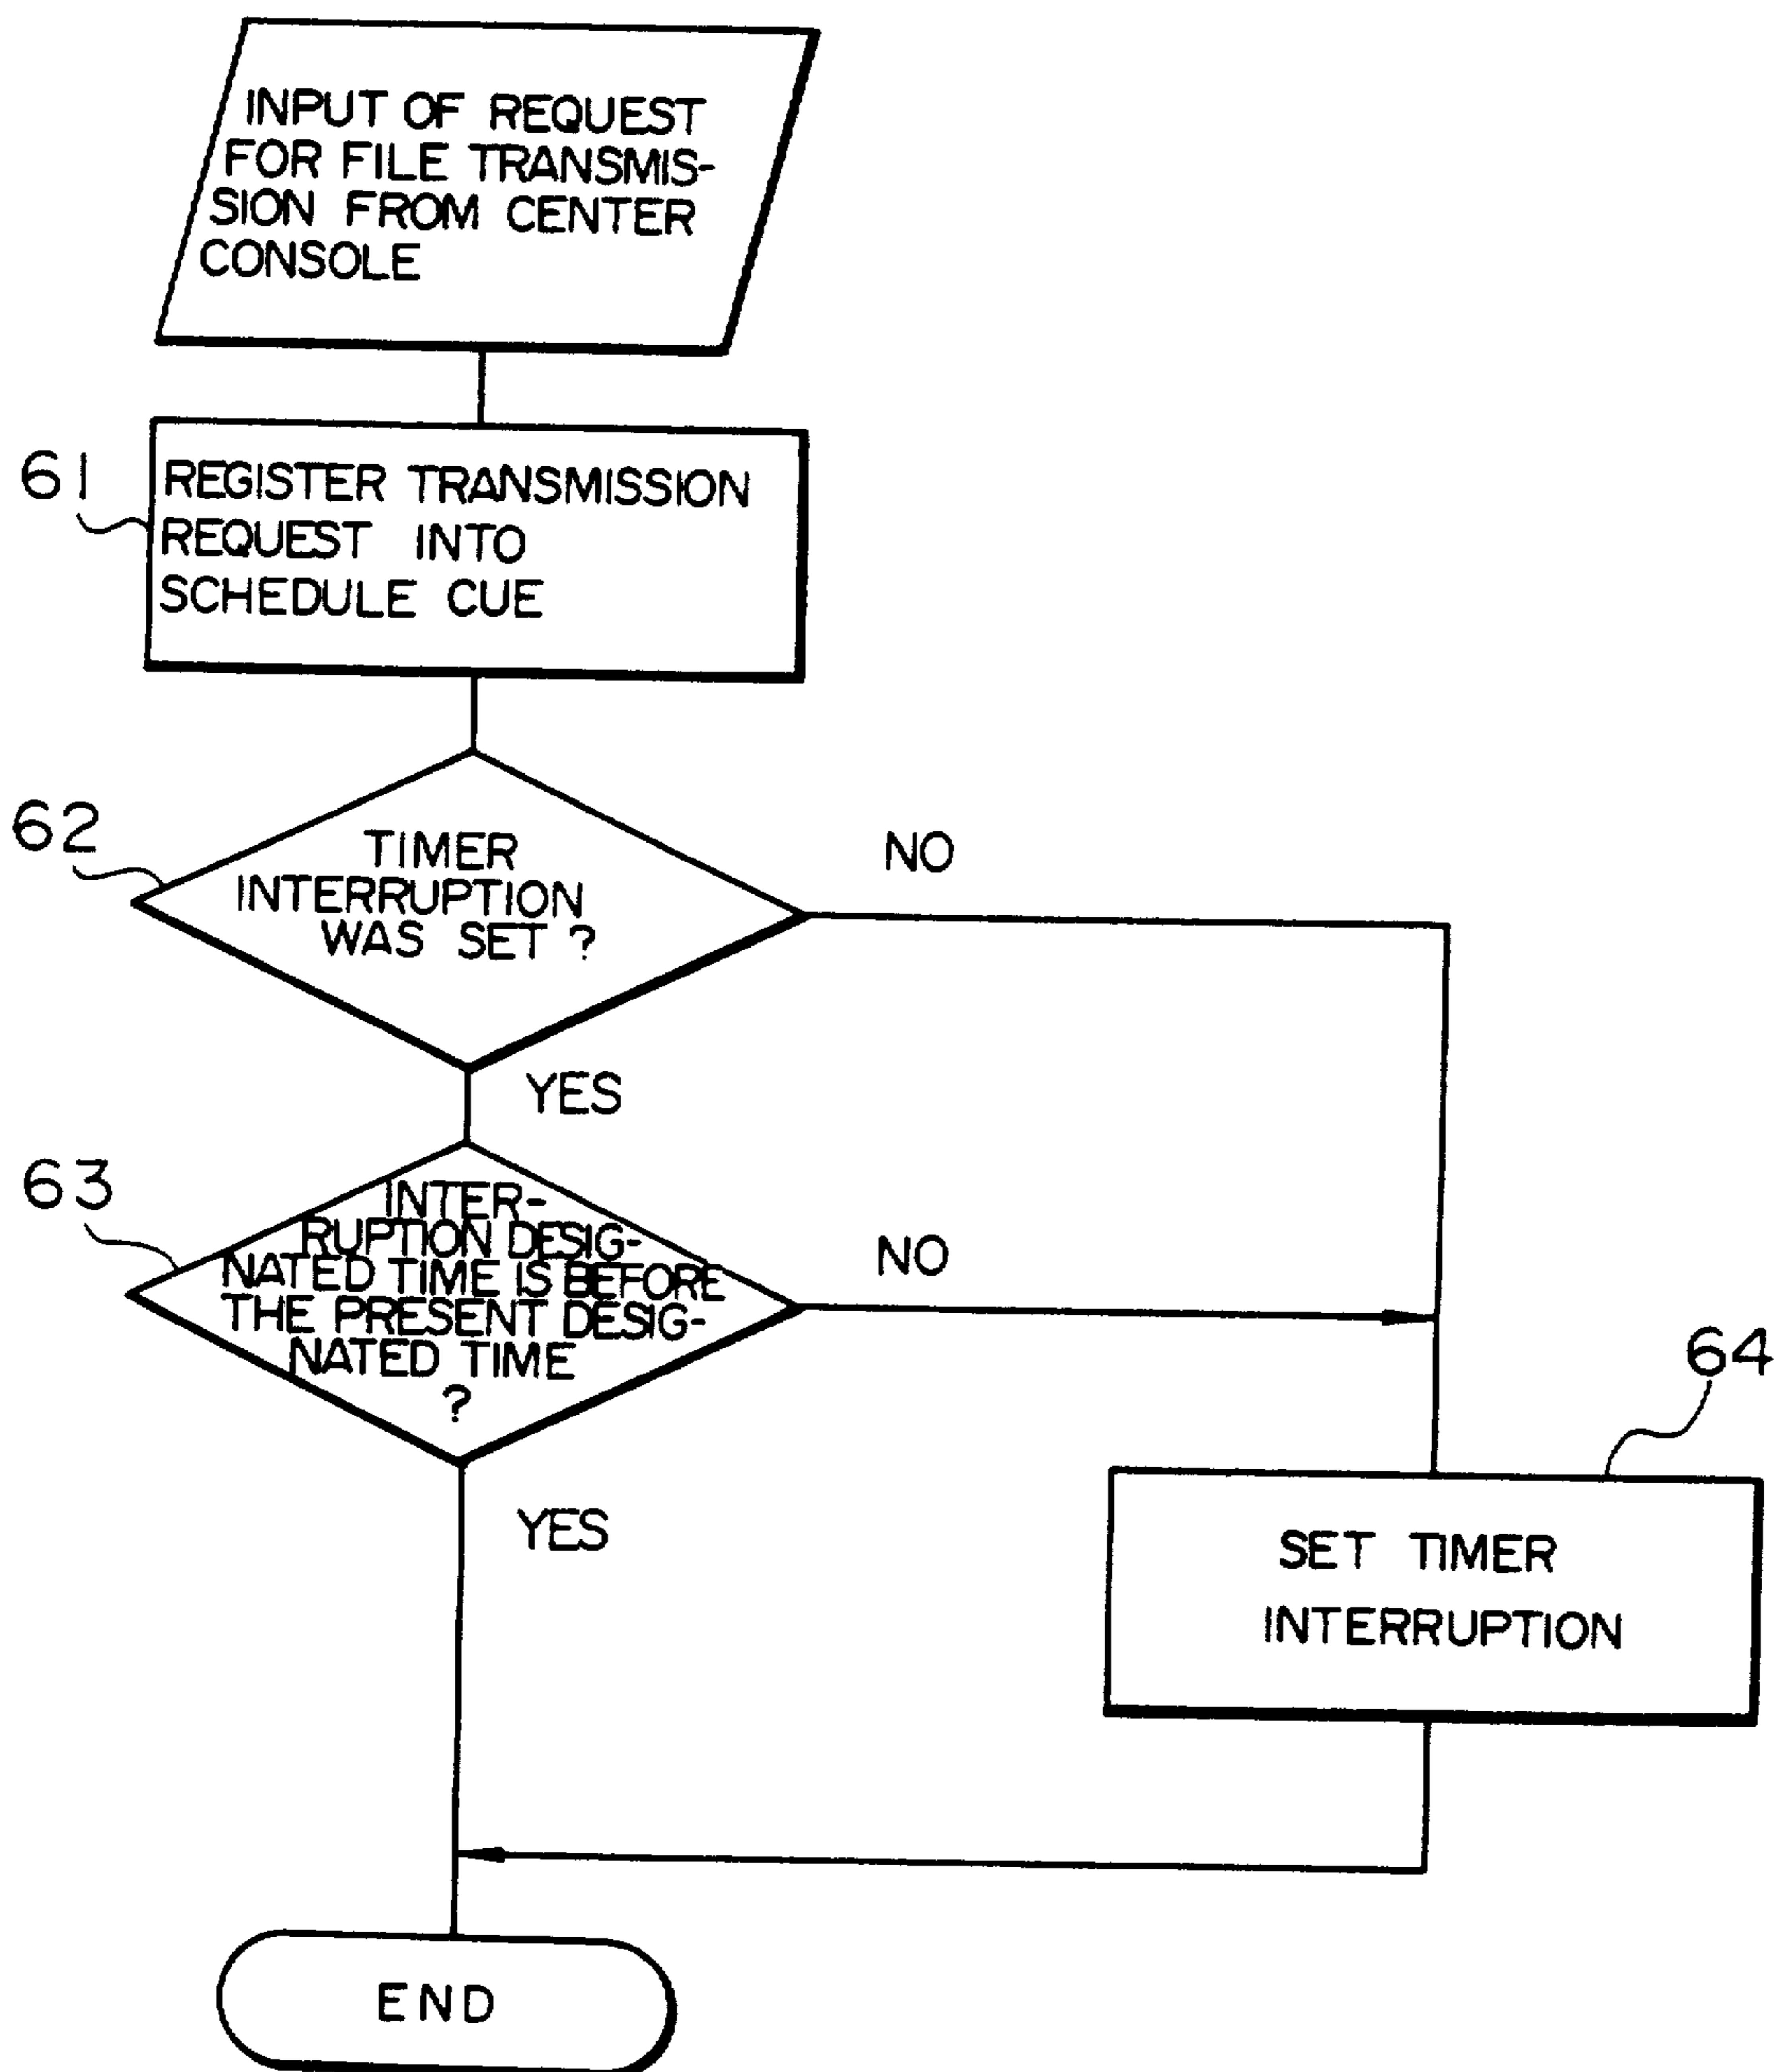 INPUT OF REQUEST
FOR FILE TRANSMIS-
SION FROM CENTER
CONSOLE
61
REGISTER TRANSMISSION
REQUEST INTO
SCHEDULE CUE
62
TIMER
INTERRUPTION
WAS SET ?
NO
YES
63
INTER-
RUPTION DESIG-
NATED TIME IS BEFORE
THE PRESENT DESIG-
NATED TIME
?
NO
YES
64
SET TIMER
INTERRUPTION
END